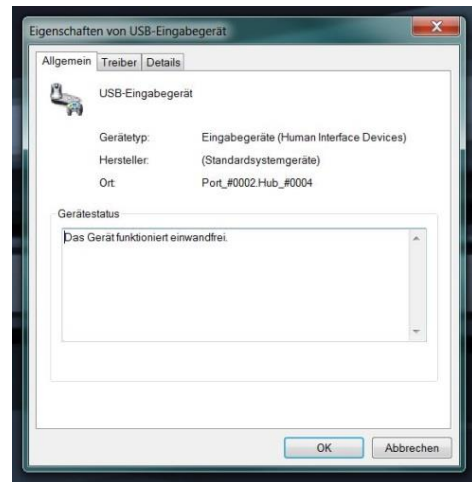 Eigenschaften von USB-Eingabegerät
Allgemein Treiber Details
USB-Eingabegerät
Gerätetyp: Eingabegeräte (Human Interface Devices)
Hersteller: (Standardsystemgeräte)
Ort: Port_#0002.Hub_#0004
Gerätestatus
Das Gerät funktioniert einwandfrei.
OK Abbrechen